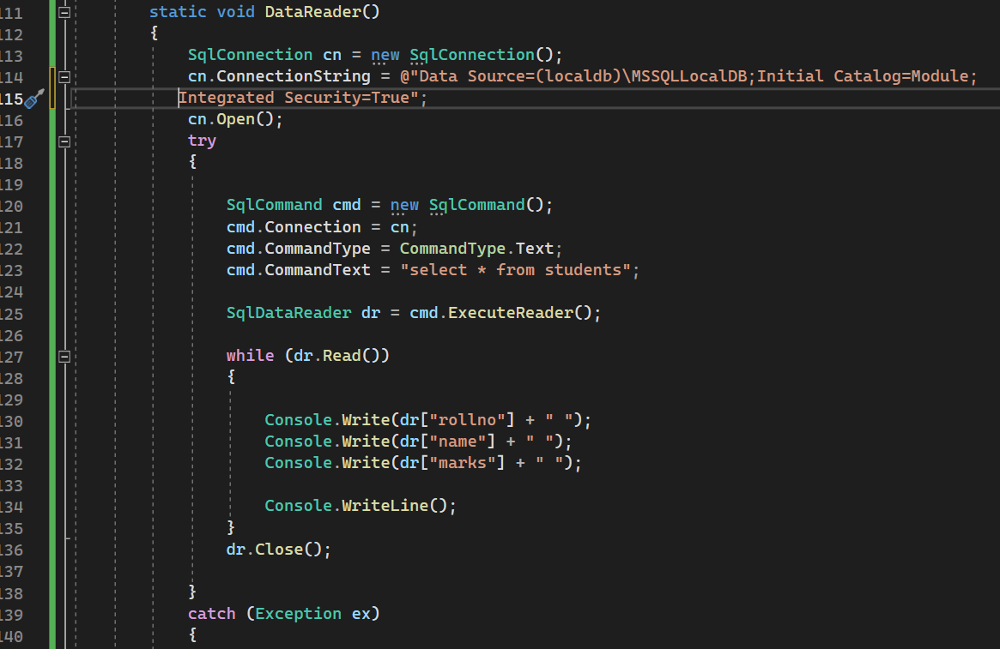 111 static void DataReader()
112 {
113 SqlConnection cn = new SqlConnection();
114 cn.ConnectionString = @"Data Source=(localdb)\MSSQLLocalDB;Initial Catalog=Module;
115 Integrated Security=True";
116 cn.Open();
117 try
118 {
119
120 SqlCommand cmd = new SqlCommand();
121 cmd.Connection = cn;
122 cmd.CommandType = CommandType.Text;
123 cmd.CommandText = "select * from students";
124
125 SqlDataReader dr = cmd.ExecuteReader();
126
127 while (dr.Read())
128 {
129
130 Console.Write(dr["rollno"] + " ");
131 Console.Write(dr["name"] + " ");
132 Console.Write(dr["marks"] + " ");
133
134 Console.WriteLine();
135 }
136 dr.Close();
137
138 }
139 catch (Exception ex)
140 {